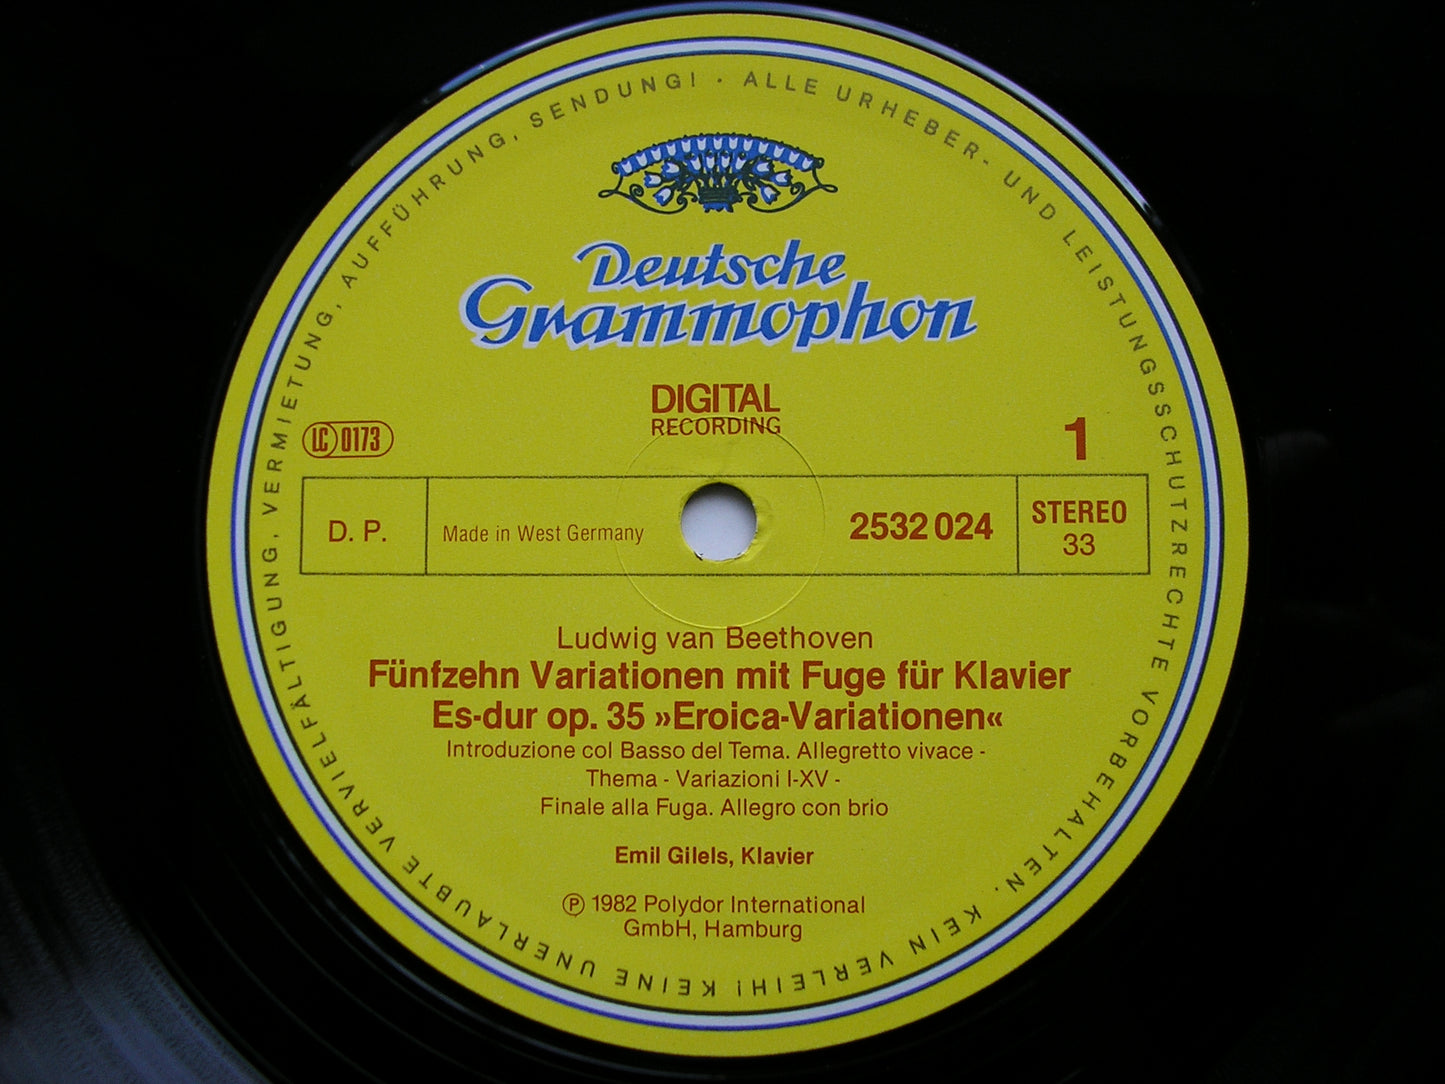 ALLE URHEBER- UND LEISTUNGSSCHUTZRECHTE VORBEHALTEN. KEIN VERLEIH! KEINE UNERLAUBTE VERVIELFÄLTIGUNG, VERMIETUNG, AUFFÜHRUNG, SENDUNG! ·
Deutsche
Grammophon
DIGITAL
RECORDING
LC 0173
1
D. P.
Made in West Germany
2532 024
STEREO
33
Ludwig van Beethoven
Fünfzehn Variationen mit Fuge für Klavier
Es-dur op. 35 »Eroica-Variationen«
Introduzione col Basso del Tema. Allegretto vivace -
Thema - Variazioni I-XV -
Finale alla Fuga. Allegro con brio
Emil Gilels, Klavier
Ⓟ 1982 Polydor International
GmbH, Hamburg